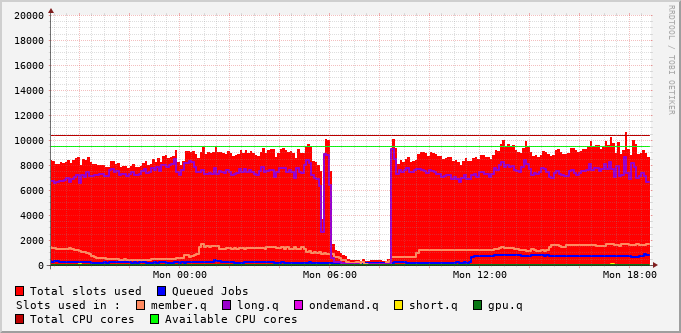 20000
18000
16000
14000
12000
10000
8000
6000
4000
2000
0
Mon 00:00 Mon 06:00 Mon 12:00 Mon 18:00
Total slots used Queued Jobs
Slots used in : member.q long.q ondemand.q short.q gpu.q
Total CPU cores Available CPU cores
RRDTOOL / TOBI OETIKER